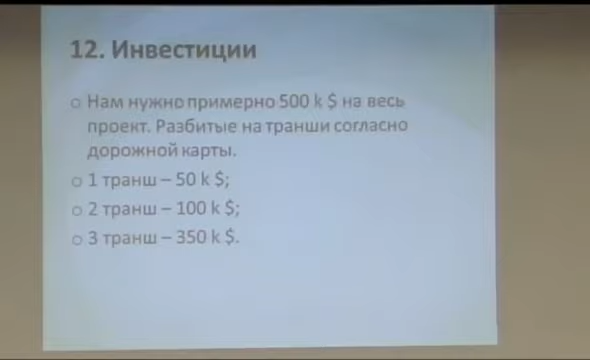 12. Инвестиции
Нам нужно примерно 500 k $ на весь
проект. Разбитые на транши согласно
дорожной карты.
1 транш – 50 k $;
2 транш – 100 k $;
3 транш – 350 k $.